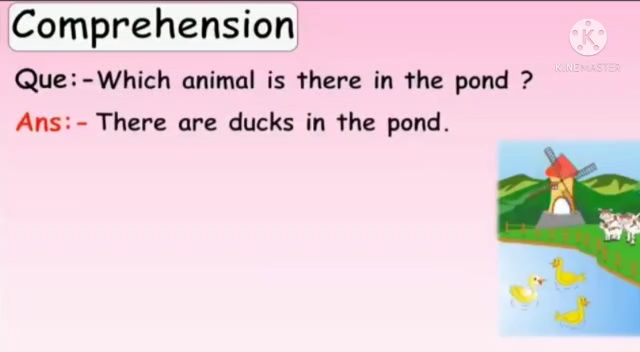 Comprehension
Que:-Which animal is there in the pond ?
Ans:- There are ducks in the pond.
KINEMASTER